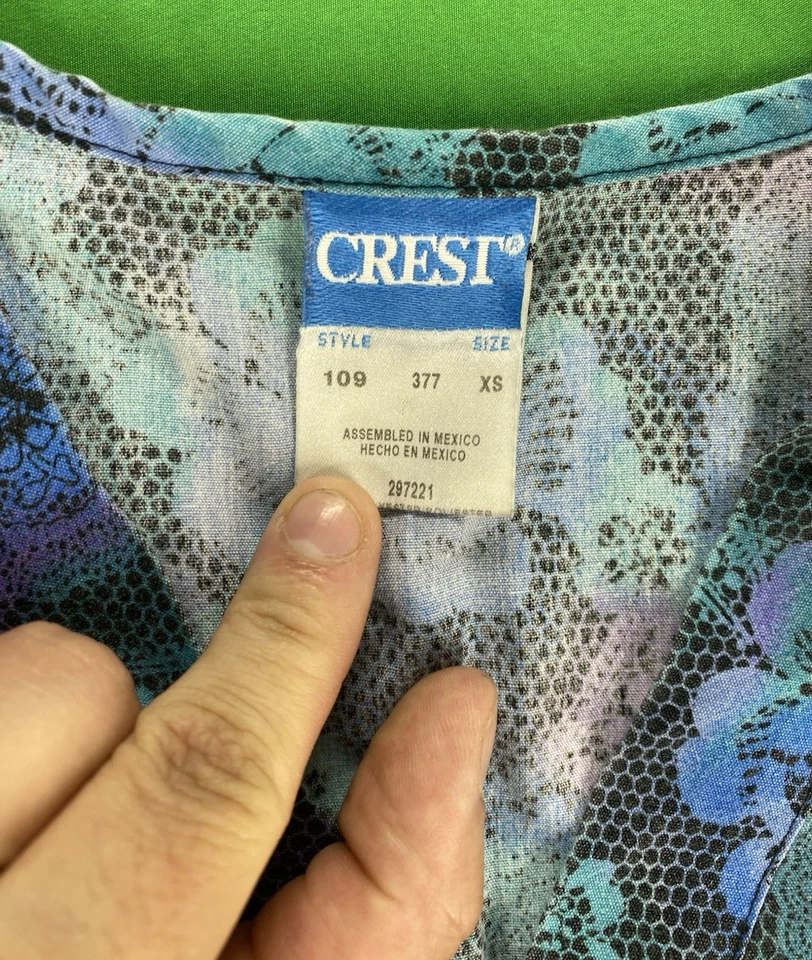 CREST®
STYLE SIZE
109 377 XS
ASSEMBLED IN MEXICO
HECHO EN MEXICO
297221